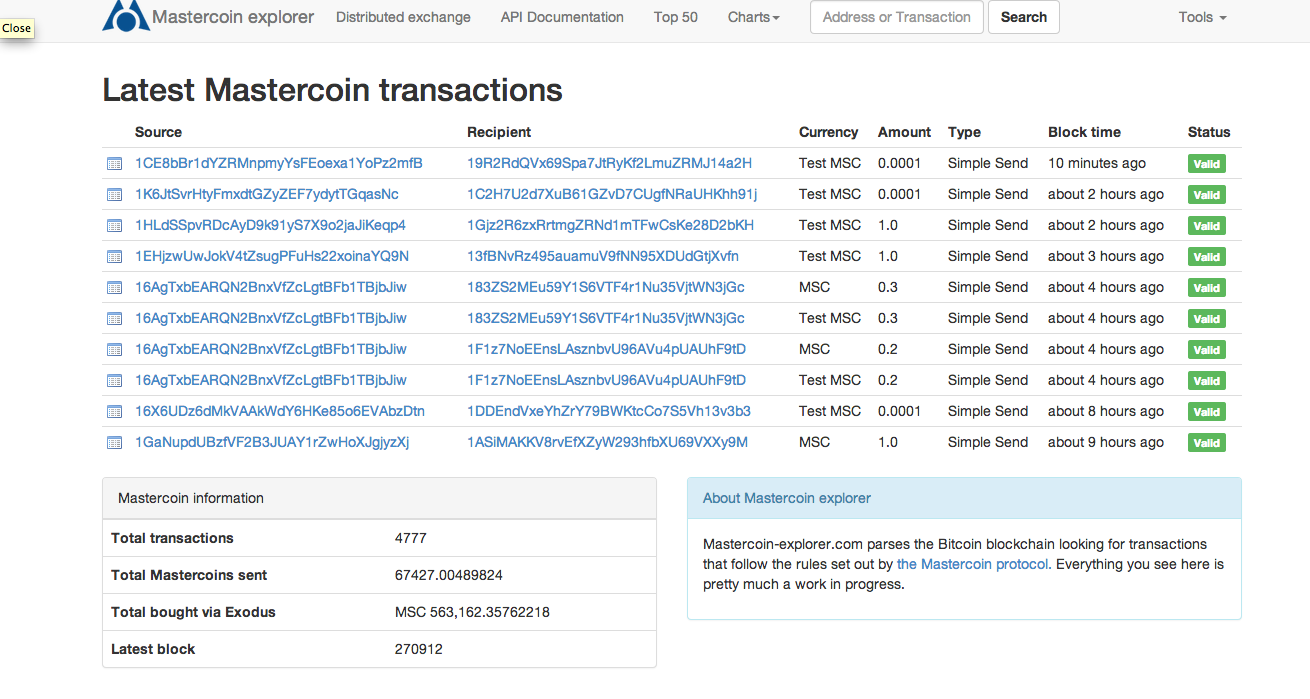 Close
Mastercoin explorer Distributed exchange API Documentation Top 50 Charts Address or Transaction Search Tools
Latest Mastercoin transactions
Source Recipient Currency Amount Type Block time Status
1CE8bBr1dYZRMnpmyYsFEoexa1YoPz2mfB 19R2RdQVx69Spa7JtRyKf2LmuZRMJ14a2H Test MSC 0.0001 Simple Send 10 minutes ago Valid
1K6JtSvrHtyFmxdtGZyZEF7ydytTGqasNc 1C2H7U2d7XuB61GZvD7CUgfNRaUHKhh91j Test MSC 0.0001 Simple Send about 2 hours ago Valid
1HLdSSpvRDcAyD9k91yS7X9o2jaJiKeqp4 1Gjz2R6zxRrtmgZRNd1mTFwCsKe28D2bKH Test MSC 1.0 Simple Send about 2 hours ago Valid
1EHjzwUwJokV4tZsugPFuHs22xoinaYQ9N 13fBNvRz495auamuV9fNN95XDUdGtjXvfn Test MSC 1.0 Simple Send about 3 hours ago Valid
16AgTxbEARQN2BnxVfZcLgtBFb1TBjbJiw 183ZS2MEu59Y1S6VTF4r1Nu35VjtWN3jGc MSC 0.3 Simple Send about 4 hours ago Valid
16AgTxbEARQN2BnxVfZcLgtBFb1TBjbJiw 183ZS2MEu59Y1S6VTF4r1Nu35VjtWN3jGc Test MSC 0.3 Simple Send about 4 hours ago Valid
16AgTxbEARQN2BnxVfZcLgtBFb1TBjbJiw 1F1z7NoEEnsLAsznbvU96AVu4pUAUhF9tD MSC 0.2 Simple Send about 4 hours ago Valid
16AgTxbEARQN2BnxVfZcLgtBFb1TBjbJiw 1F1z7NoEEnsLAsznbvU96AVu4pUAUhF9tD Test MSC 0.2 Simple Send about 4 hours ago Valid
16X6UDz6dMkVAAkWdY6HKe85o6EVAbzDtn 1DDEndVxeYhZrY79BWKtcCo7S5Vh13v3b3 Test MSC 0.0001 Simple Send about 8 hours ago Valid
1GaNupdUBzfVF2B3JUAY1rZwHoXJgjyzXj 1ASiMAKKV8rvEfXZyW293hfbXU69VXXy9M MSC 1.0 Simple Send about 9 hours ago Valid
Mastercoin information
Total transactions 4777
Total Mastercoins sent 67427.00489824
Total bought via Exodus MSC 563,162.35762218
Latest block 270912
About Mastercoin explorer
Mastercoin-explorer.com parses the Bitcoin blockchain looking for transactions
that follow the rules set out by the Mastercoin protocol. Everything you see here is
pretty much a work in progress.